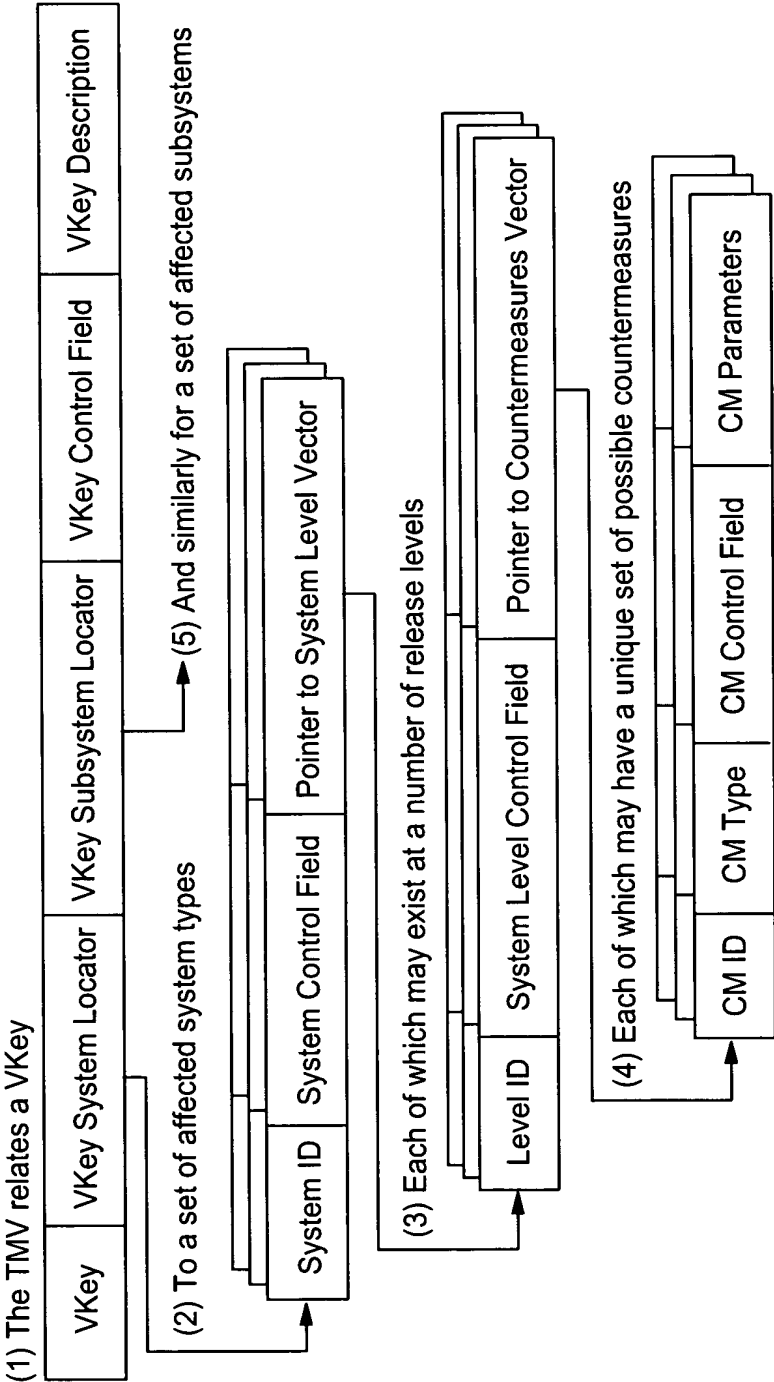 (1) The TMV relates a VKey
VKey VKey System Locator VKey Subsystem Locator VKey Control Field VKey Description
(5) And similarly for a set of affected subsystems
(2) To a set of affected system types
System ID System Control Field Pointer to System Level Vector
(3) Each of which may exist at a number of release levels
Level ID System Level Control Field Pointer to Countermeasures Vector
(4) Each of which may have a unique set of possible countermeasures
CM ID CM Type CM Control Field CM Parameters